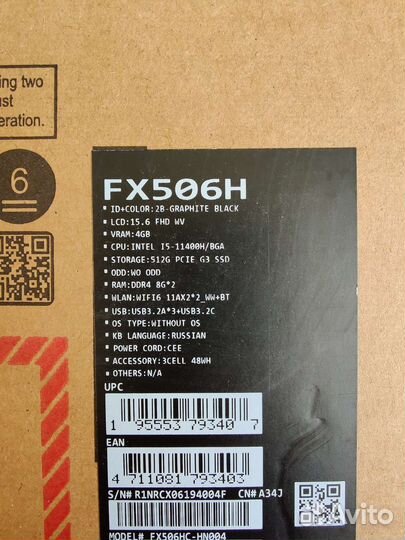 ing two
ust
eration.
6
FX506H
▪ ID+COLOR:2B-GRAPHITE BLACK
▪ LCD:15.6 FHD WV
▪ VRAM:4GB
▪ CPU:INTEL I5-11400H/BGA
▪ STORAGE:512G PCIE G3 SSD
▪ ODD:WO ODD
▪ RAM:DDR4 8G*2
▪ WLAN:WIFI6 11AX2*2_WW+BT
▪ USB:USB3.2A*3+USB3.2C
▪ OS TYPE:WITHOUT OS
▪ KB LANGUAGE:RUSSIAN
▪ POWER CORD:CEE
▪ ACCESSORY:3CELL 48WH
▪ OTHERS:N/A
UPC
1 95553 79340 7
EAN
4 711081 793403
S/N# R1NRCX06194004F CN# A34J
MODEL# FX506HC-HN004
Avito